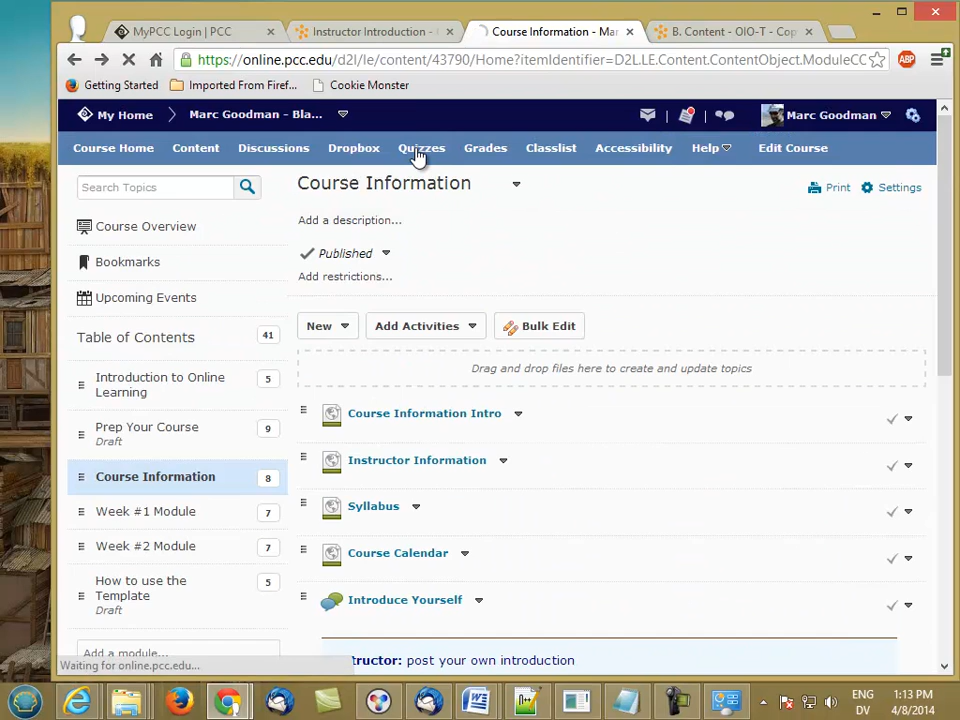 MyPCC Login | PCC
Instructor Introduction -
Course Information - Mar
B. Content - OIO-T - Cop
https://online.pcc.edu/d2l/le/content/43790/Home?itemIdentifier=D2L.LE.Content.ContentObject.ModuleCC
ABP
Getting Started
Imported From Firef...
Cookie Monster
My Home
Marc Goodman - Bla...
Marc Goodman
Course Home
Content
Discussions
Dropbox
Quizzes
Grades
Classlist
Accessibility
Help
Edit Course
Search Topics
Course Information
Print
Settings
Course Overview
Add a description...
Published
Bookmarks
Add restrictions...
Upcoming Events
New
Add Activities
Bulk Edit
Table of Contents
41
Drag and drop files here to create and update topics
Introduction to Online
Learning
5
Course Information Intro
Prep Your Course
Draft
9
Instructor Information
Course Information
8
Syllabus
Week #1 Module
7
Week #2 Module
7
Course Calendar
How to use the
Template
Draft
5
Introduce Yourself
Add a module...
Waiting for online.pcc.edu...
tructor: post your own introduction
ENG
DV
1:13 PM
4/8/2014